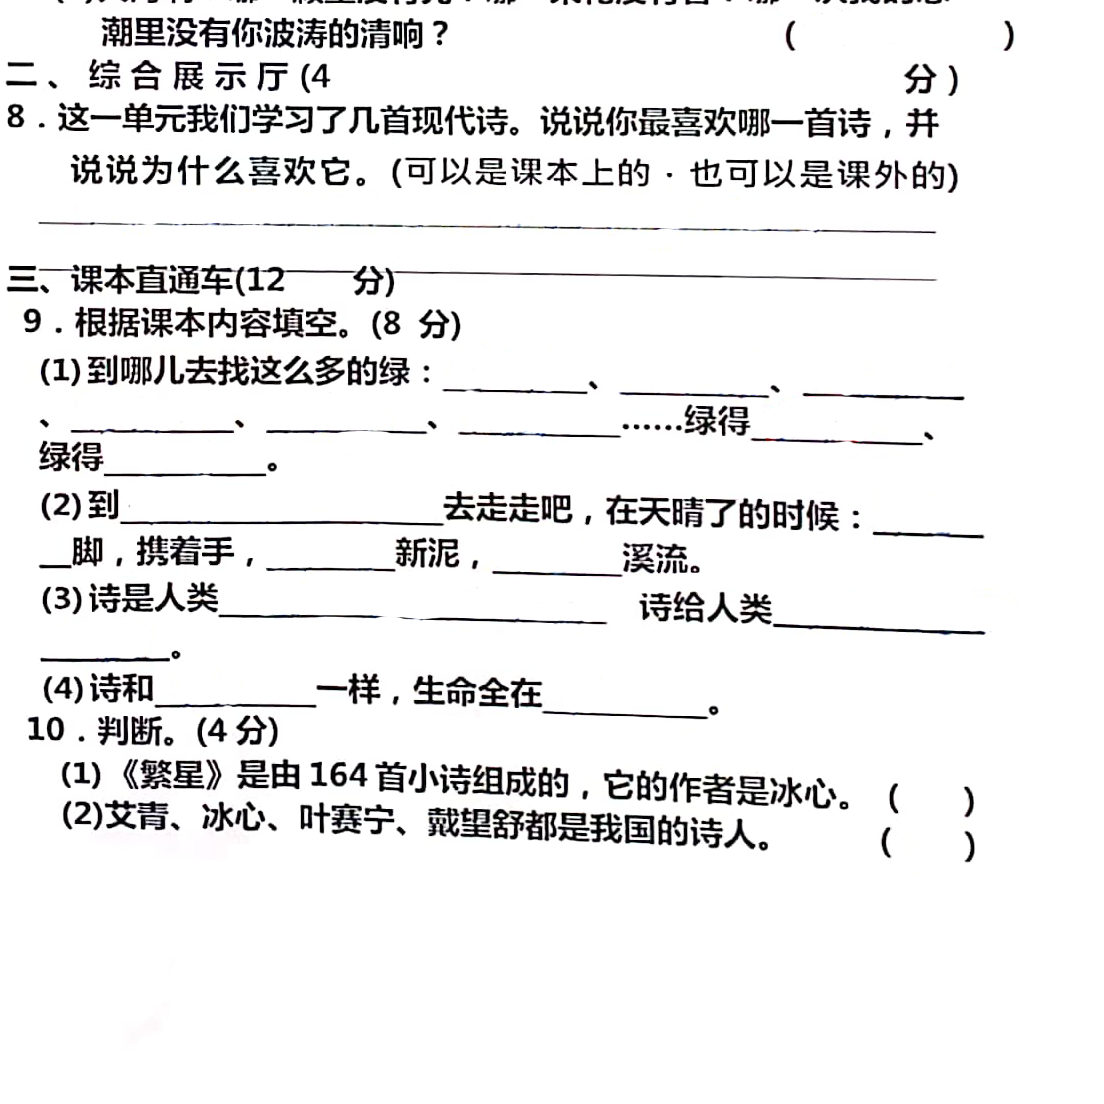 潮里没有你波涛的清响？ ( )
二、综合展示厅(4 分)
8．这一单元我们学习了几首现代诗。说说你最喜欢哪一首诗，并
说说为什么喜欢它。(可以是课本上的·也可以是课外的)
三、课本直通车(12 分)
9．根据课本内容填空。(8 分)
(1)到哪儿去找这么多的绿：________、________、________
、________、________、________……绿得________、
绿得________。
(2)到________________去走走吧，在天晴了的时候：______
__脚，携着手，________新泥，________溪流。
(3)诗是人类____________________ 诗给人类____________
________。
(4)诗和________一样，生命全在________。
10．判断。(4分)
(1)《繁星》是由164首小诗组成的，它的作者是冰心。 ( )
(2)艾青、冰心、叶赛宁、戴望舒都是我国的诗人。 ( )